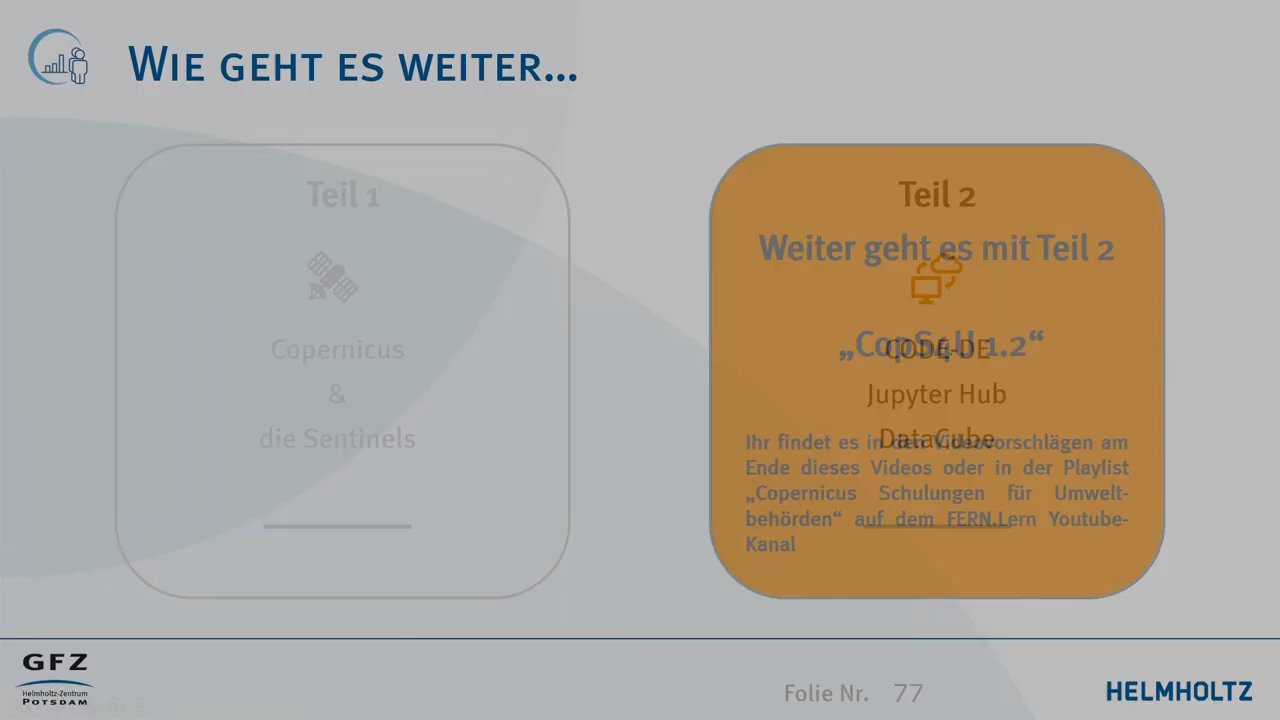 Wie geht es weiter...
Teil 1
Copernicus
&
die Sentinels
Teil 2
Weiter geht es mit Teil 2
„CopS4U 1.2“
CODE-DE
Jupyter Hub
DataCube
Ihr findet es in den Videovorschlägen am
Ende dieses Videos oder in der Playlist
„Copernicus Schulungen für Umwelt-
behörden“ auf dem FERN.Lern Youtube-
Kanal
GFZ
Helmholtz-Zentrum
Potsdam
Folie Nr. 77
HELMHOLTZ